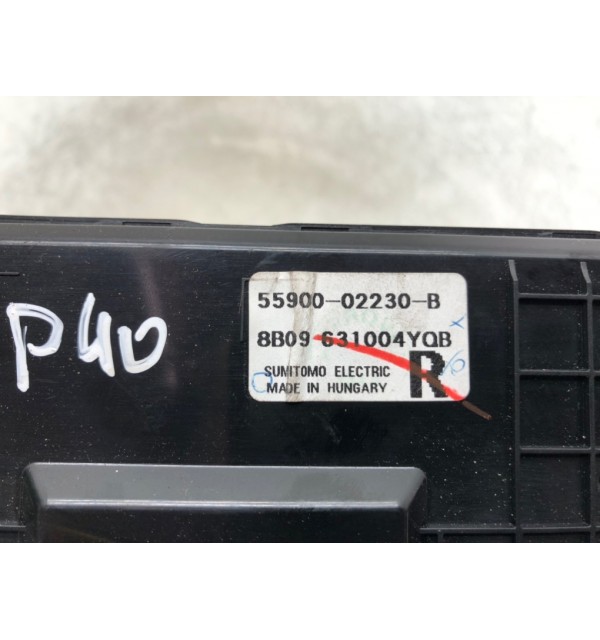 P40
55900-02230-B
8B09 631004YQB
SUMITOMO ELECTRIC
MADE IN HUNGARY
R